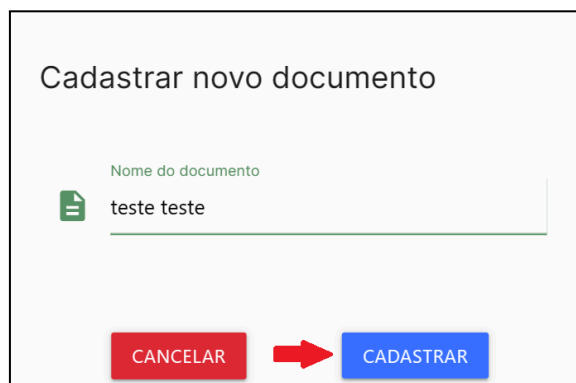 Cadastrar novo documento
Nome do documento
teste teste
CANCELAR CADASTRAR